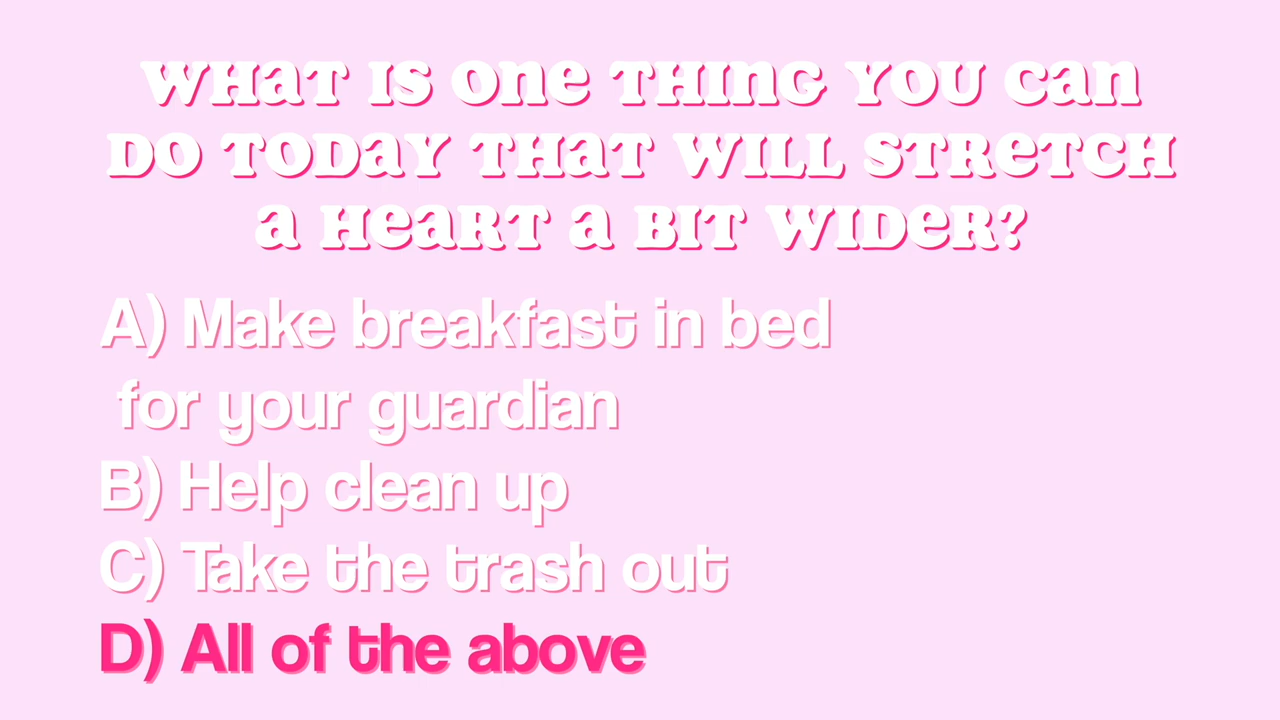 WHaT IS One THInG YOU Can
DO TODaY THaT WILL STReTCH
a HeaRT a BIT WIDeR?
A) Make breakfast in bed
for your guardian
B) Help clean up
C) Take the trash out
D) All of the above